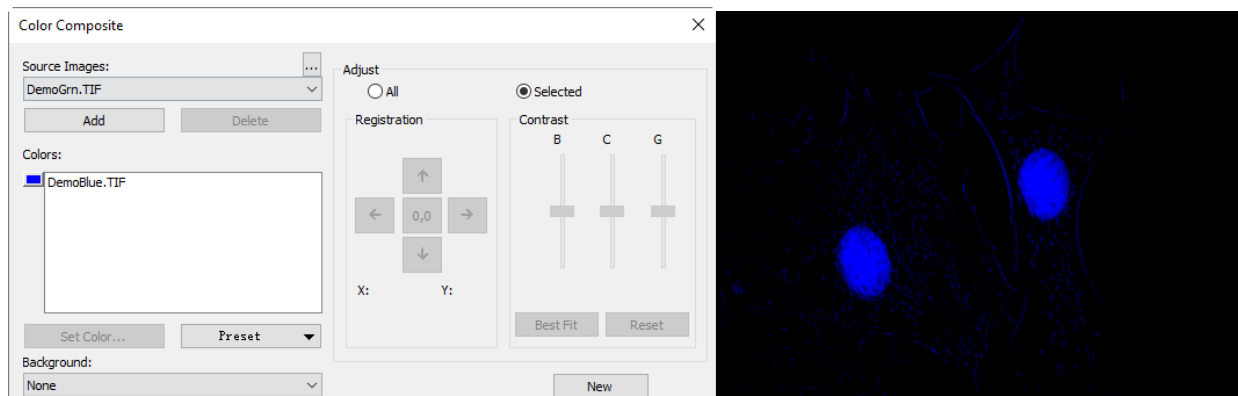 Color Composite
Source Images:
...
DemoGrn.TIF
Add
Delete
Colors:
DemoBlue.TIF
Set Color...
Preset
Background:
None
Adjust
All
Selected
Registration
0,0
X:
Y:
Contrast
B
C
G
Best Fit
Reset
New